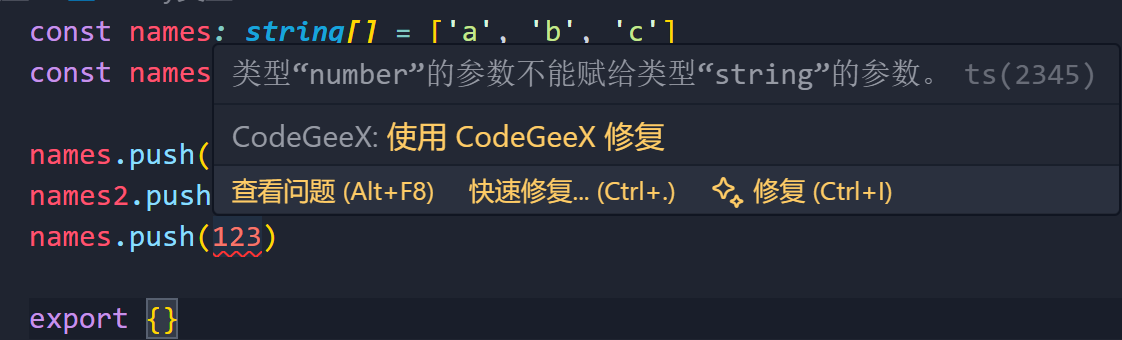 const names: string[] = ['a', 'b', 'c']
const names
类型“number”的参数不能赋给类型“string”的参数。 ts(2345)
CodeGeeX: 使用 CodeGeeX 修复
names.push(
names2.push
查看问题 (Alt+F8) 快速修复... (Ctrl+.) 修复 (Ctrl+I)
names.push(123)
export {}